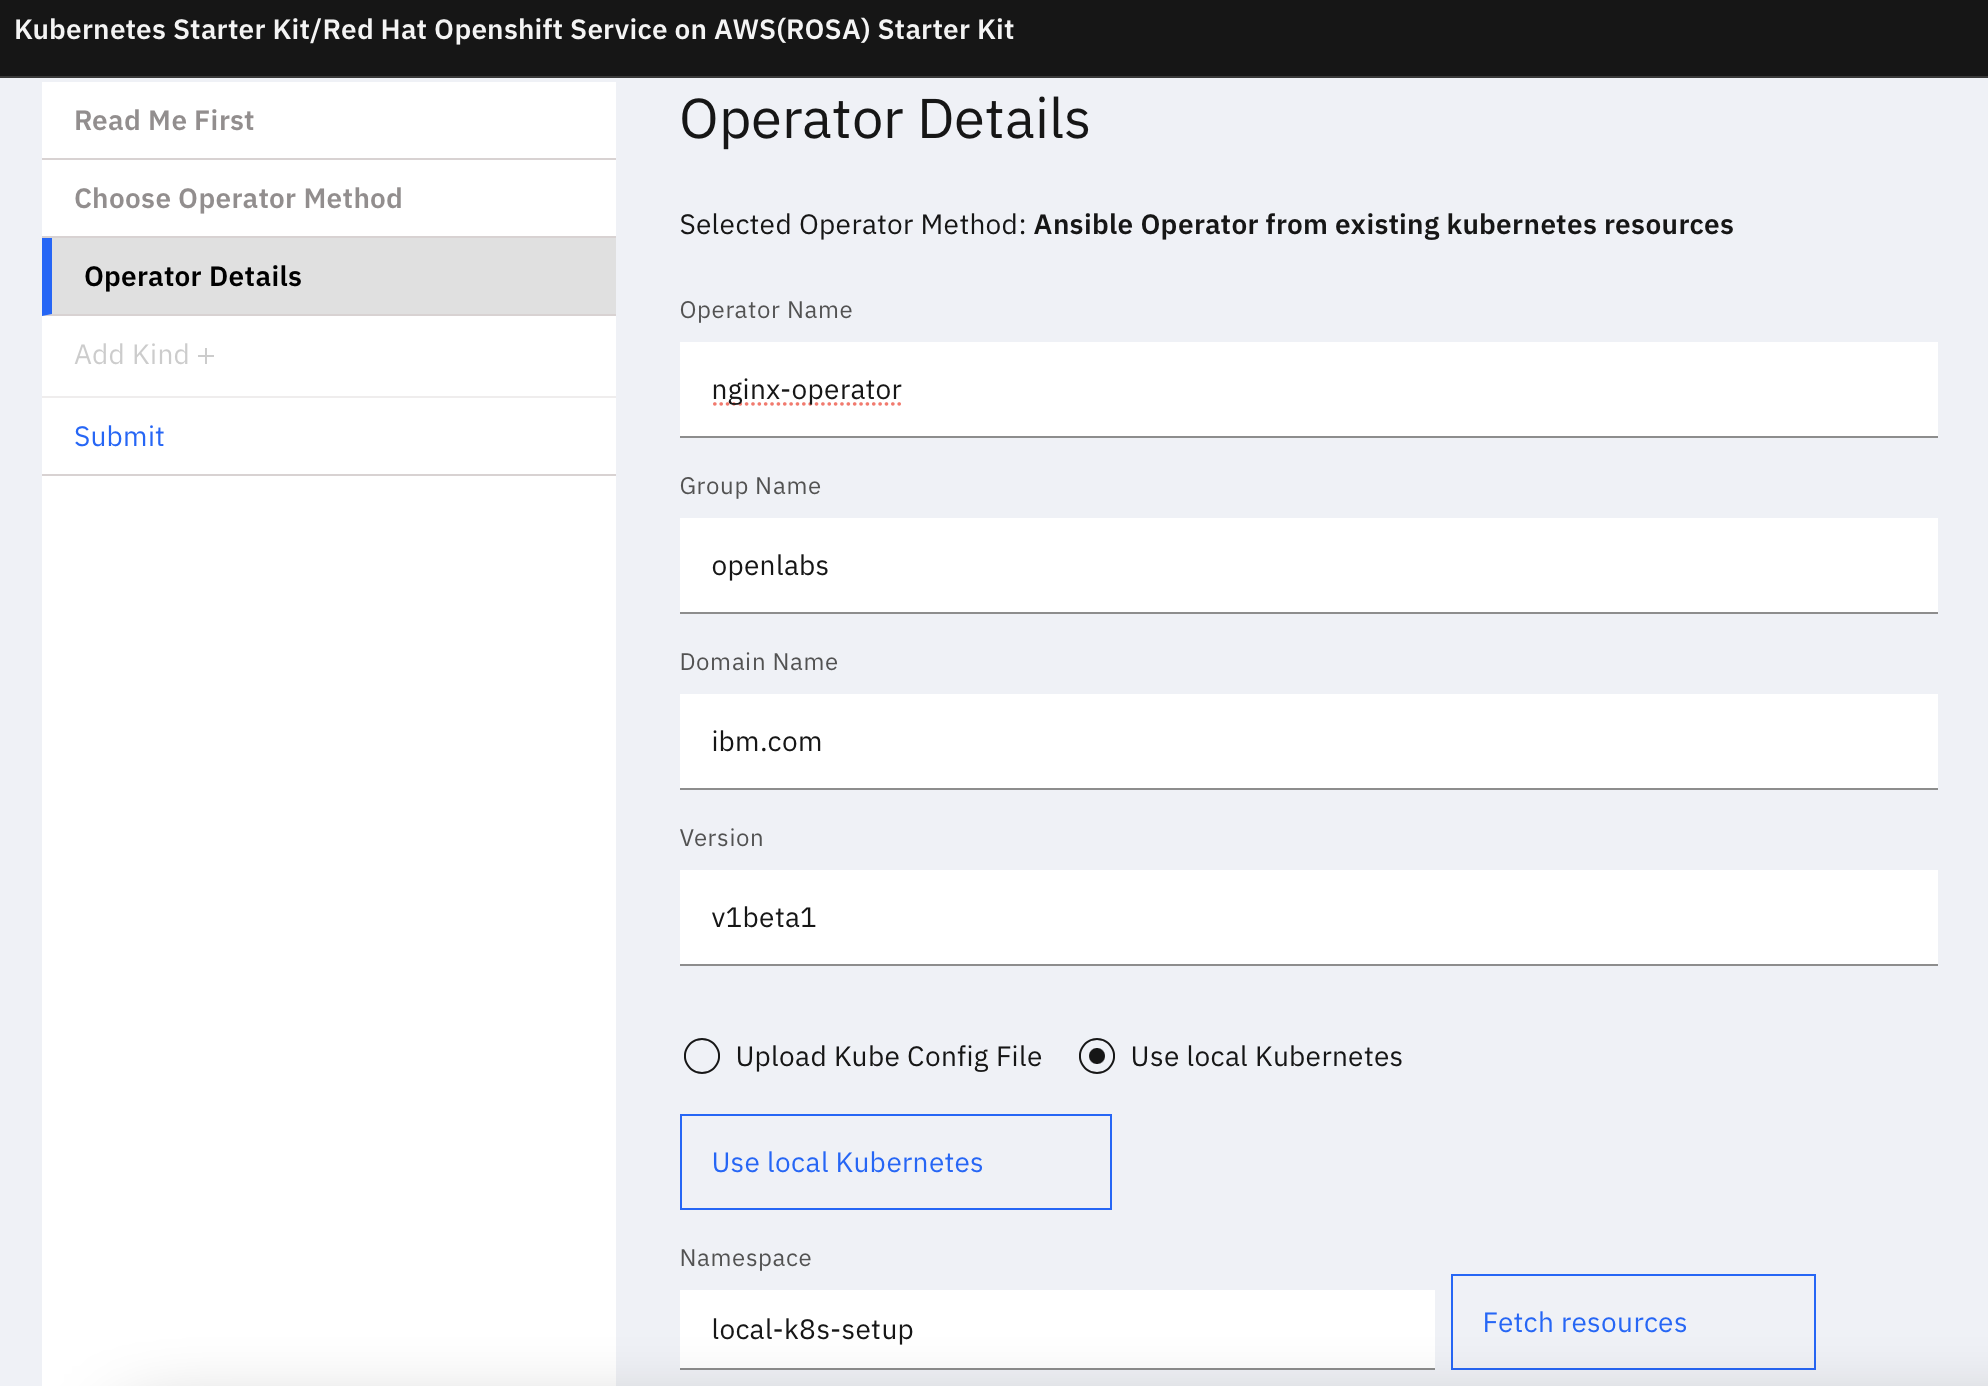 Kubernetes Starter Kit/Red Hat Openshift Service on AWS(ROSA) Starter Kit
Read Me First
Choose Operator Method
Operator Details
Add Kind +
Submit
Operator Details
Selected Operator Method: Ansible Operator from existing kubernetes resources
Operator Name
nginx-operator
Group Name
openlabs
Domain Name
ibm.com
Version
v1beta1
Upload Kube Config File
Use local Kubernetes
Use local Kubernetes
Namespace
local-k8s-setup
Fetch resources